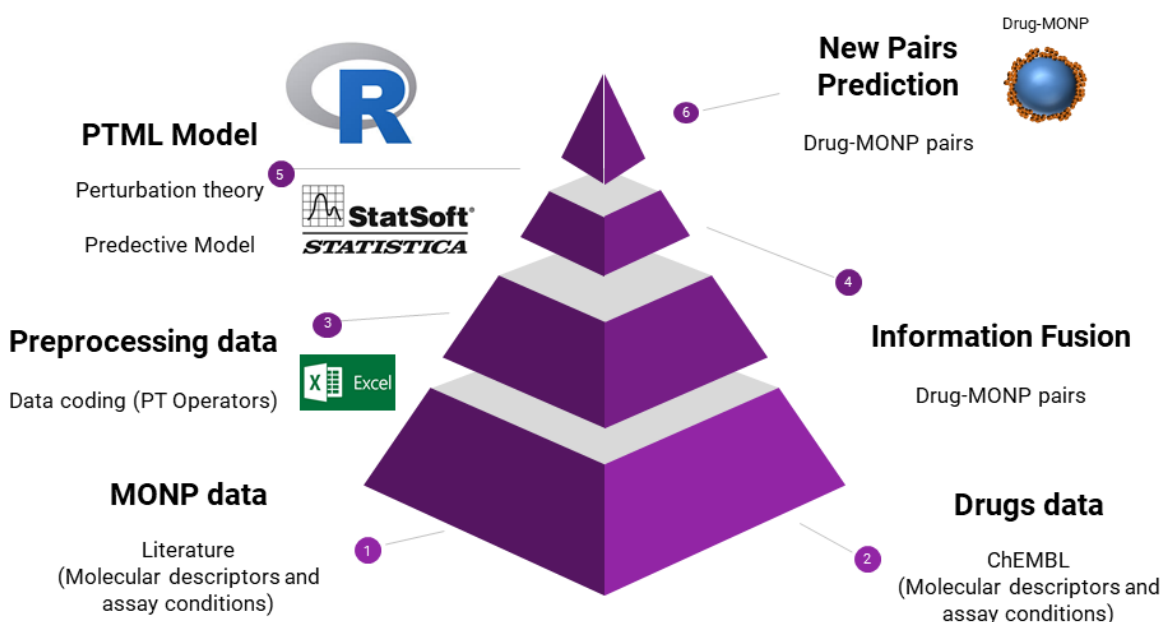 Drug-MONP
New Pairs
Prediction
6
Drug-MONP pairs
R
PTML Model
5
Perturbation theory
StatSoft®
STATISTICA
Predective Model
4
3
Preprocessing data
Information Fusion
X Excel
Data coding (PT Operators)
Drug-MONP pairs
MONP data
Drugs data
1
Literature
(Molecular descriptors and
assay conditions)
2
ChEMBL
(Molecular descriptors and
assay conditions)